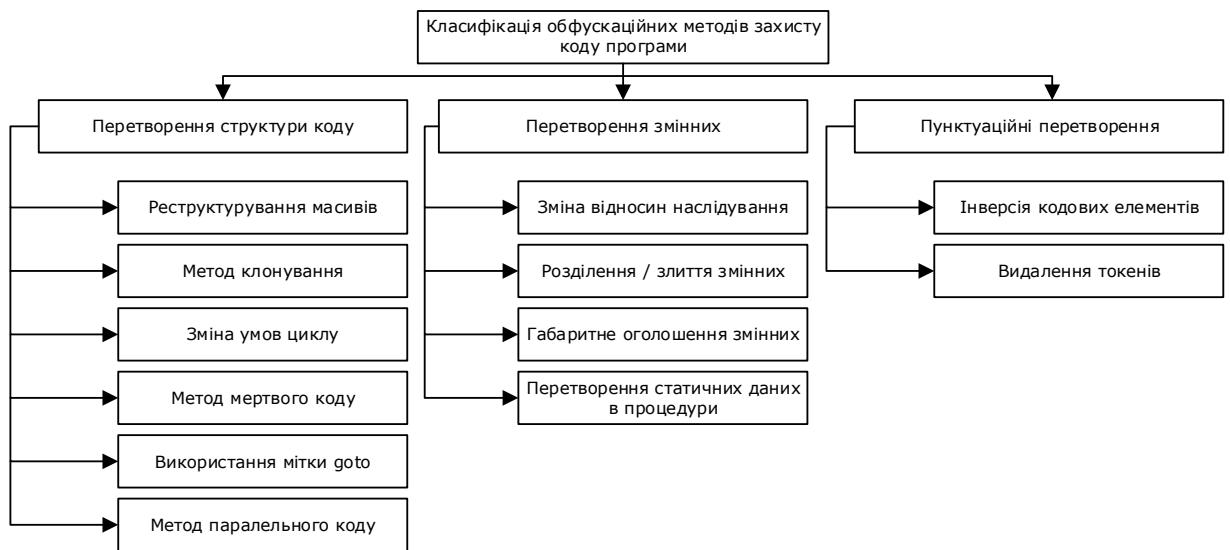 Класифікація обфускаційних методів захисту
коду програми
Перетворення структури коду
Реструктурування масивів
Метод клонування
Зміна умов циклу
Метод мертвого коду
Використання мітки goto
Метод паралельного коду
Перетворення змінних
Зміна відносин наслідування
Розділення / злиття змінних
Габаритне оголошення змінних
Перетворення статичних даних
в процедури
Пунктуаційні перетворення
Інверсія кодових елементів
Видалення токенів